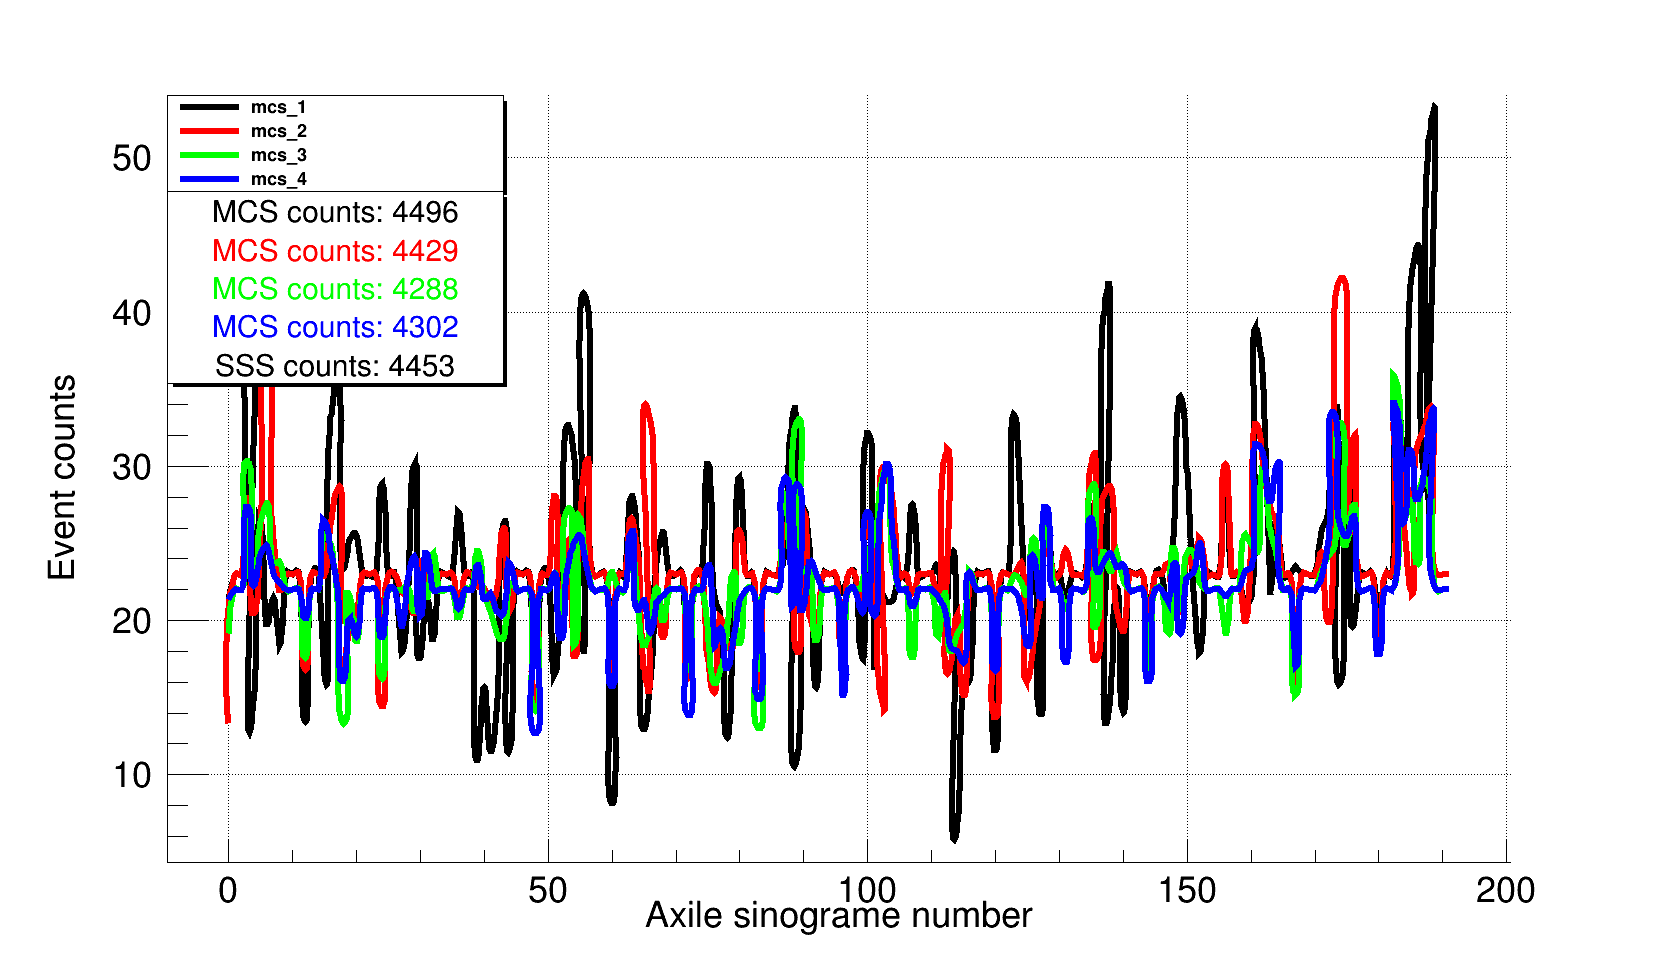 mcs_1
mcs_2
mcs_3
mcs_4
MCS counts: 4496
MCS counts: 4429
MCS counts: 4288
MCS counts: 4302
SSS counts: 4453
50
40
30
20
10
Event counts
0 50 100 150 200
Axile sinograme number